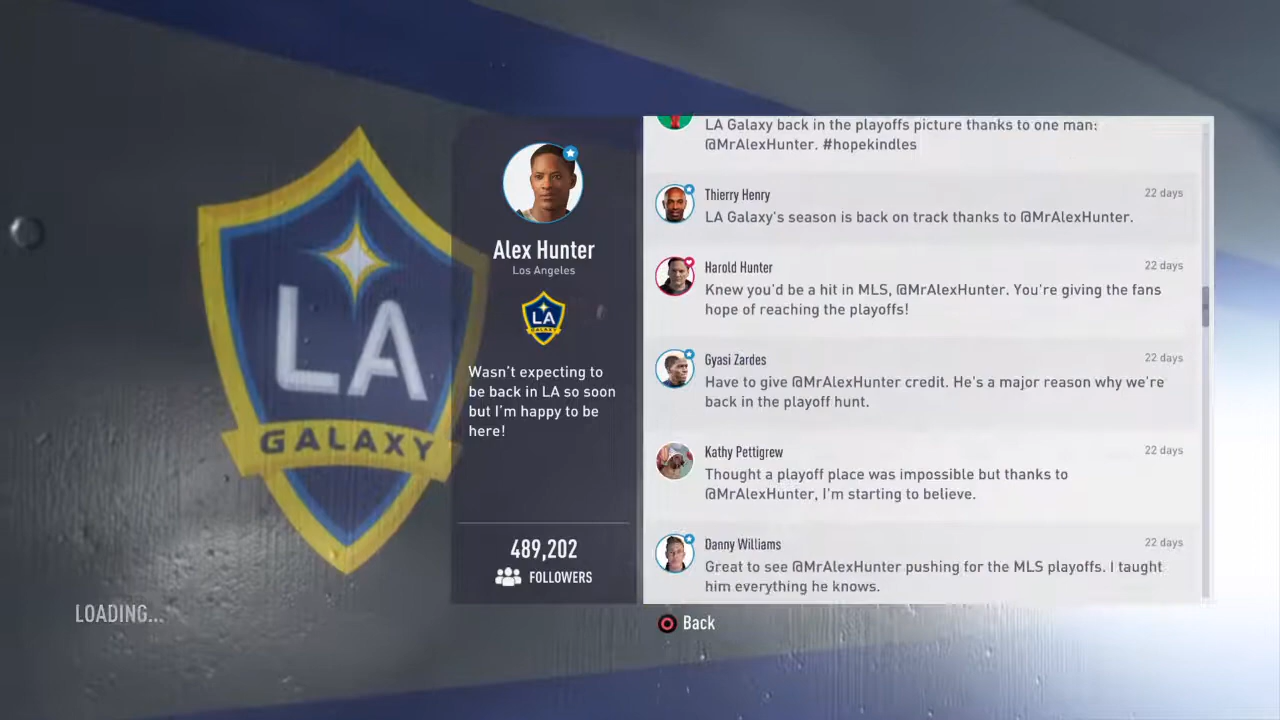 LA
GALAXY
LOADING...
Alex Hunter
Los Angeles
LA
GALAXY
Wasn't expecting to
be back in LA so soon
but I'm happy to be
here!
489,202
FOLLOWERS
LA Galaxy back in the playoffs picture thanks to one man:
@MrAlexHunter. #hopekindles
Thierry Henry 22 days
LA Galaxy's season is back on track thanks to @MrAlexHunter.
Harold Hunter 22 days
Knew you'd be a hit in MLS, @MrAlexHunter. You're giving the fans
hope of reaching the playoffs!
Gyasi Zardes 22 days
Have to give @MrAlexHunter credit. He's a major reason why we're
back in the playoff hunt.
Kathy Pettigrew 22 days
Thought a playoff place was impossible but thanks to
@MrAlexHunter, I'm starting to believe.
Danny Williams 22 days
Great to see @MrAlexHunter pushing for the MLS playoffs. I taught
him everything he knows.
Back